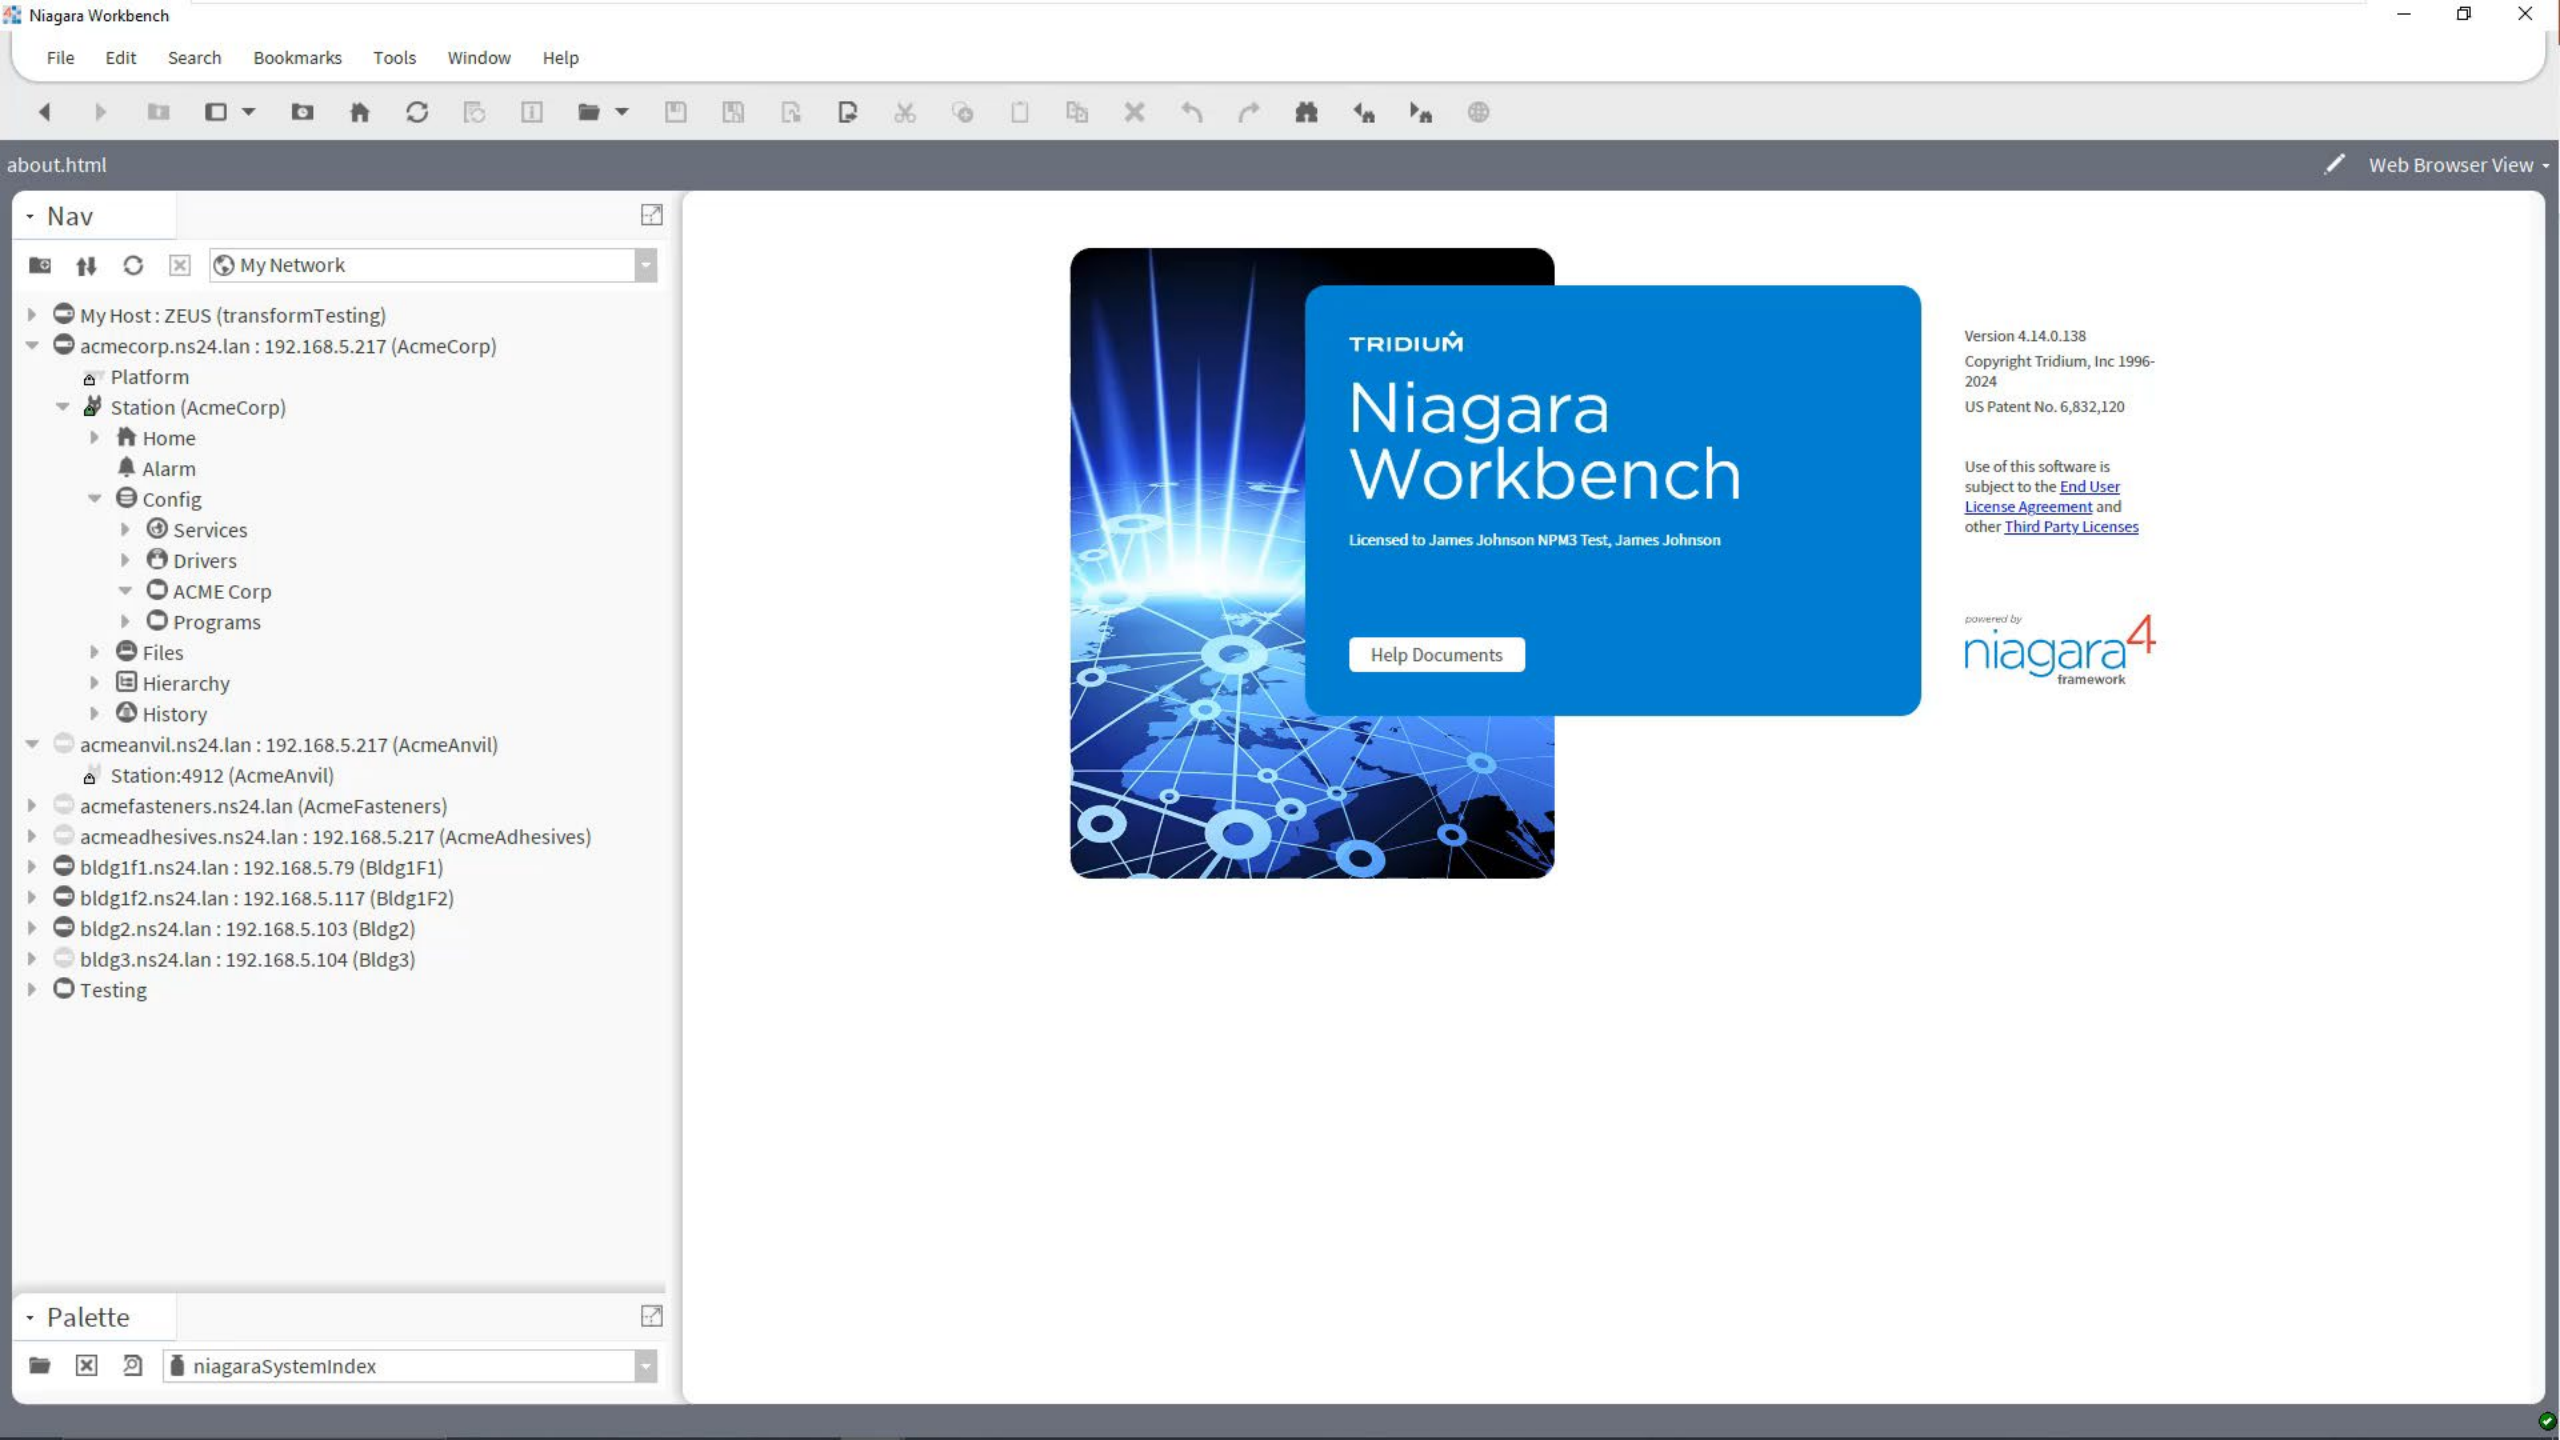 Niagara Workbench
File Edit Search Bookmarks Tools Window Help
about.html
Web Browser View
Nav
My Network
My Host : ZEUS (transformTesting)
acmecorp.ns24.lan : 192.168.5.217 (AcmeCorp)
Platform
Station (AcmeCorp)
Home
Alarm
Config
Services
Drivers
ACME Corp
Programs
Files
Hierarchy
History
acmeanvil.ns24.lan : 192.168.5.217 (AcmeAnvil)
Station:4912 (AcmeAnvil)
acmefasteners.ns24.lan (AcmeFasteners)
acmeadhesives.ns24.lan : 192.168.5.217 (AcmeAdhesives)
bldg1f1.ns24.lan : 192.168.5.79 (Bldg1F1)
bldg1f2.ns24.lan : 192.168.5.117 (Bldg1F2)
bldg2.ns24.lan : 192.168.5.103 (Bldg2)
bldg3.ns24.lan : 192.168.5.104 (Bldg3)
Testing
Palette
niagaraSystemIndex
TRIDIUM
Niagara
Workbench
Licensed to James Johnson NPM3 Test, James Johnson
Help Documents
Version 4.14.0.138
Copyright Tridium, Inc 1996-
2024
US Patent No. 6,832,120
Use of this software is
subject to the End User
License Agreement and
other Third Party Licenses
powered by
niagara4
framework